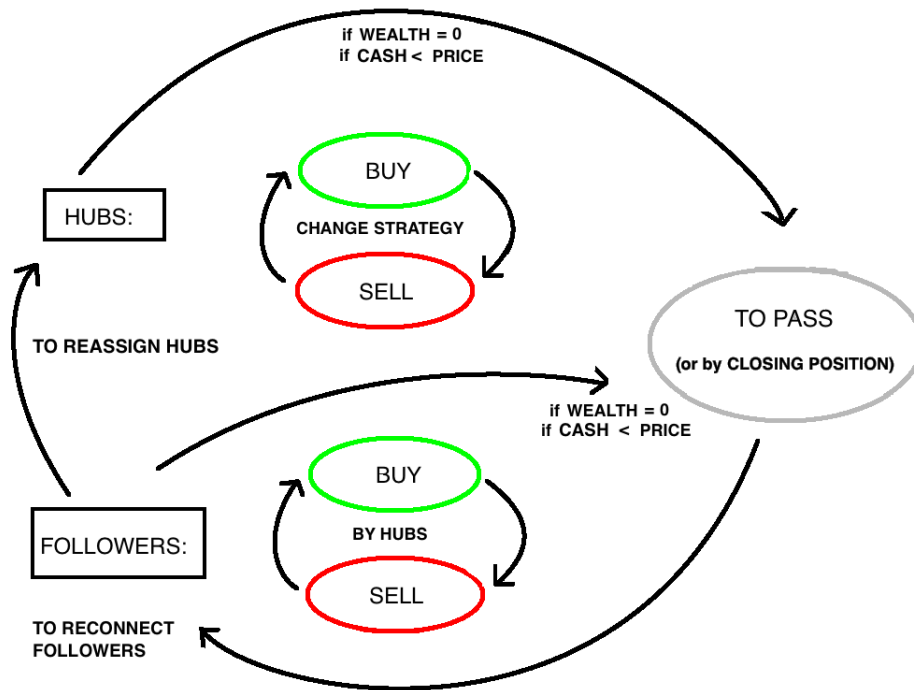 if WEALTH = 0
if CASH < PRICE
BUY
HUBS:
CHANGE STRATEGY
SELL
TO PASS
(or by CLOSING POSITION)
TO REASSIGN HUBS
if WEALTH = 0
if CASH < PRICE
BUY
BY HUBS
FOLLOWERS:
SELL
TO RECONNECT
FOLLOWERS